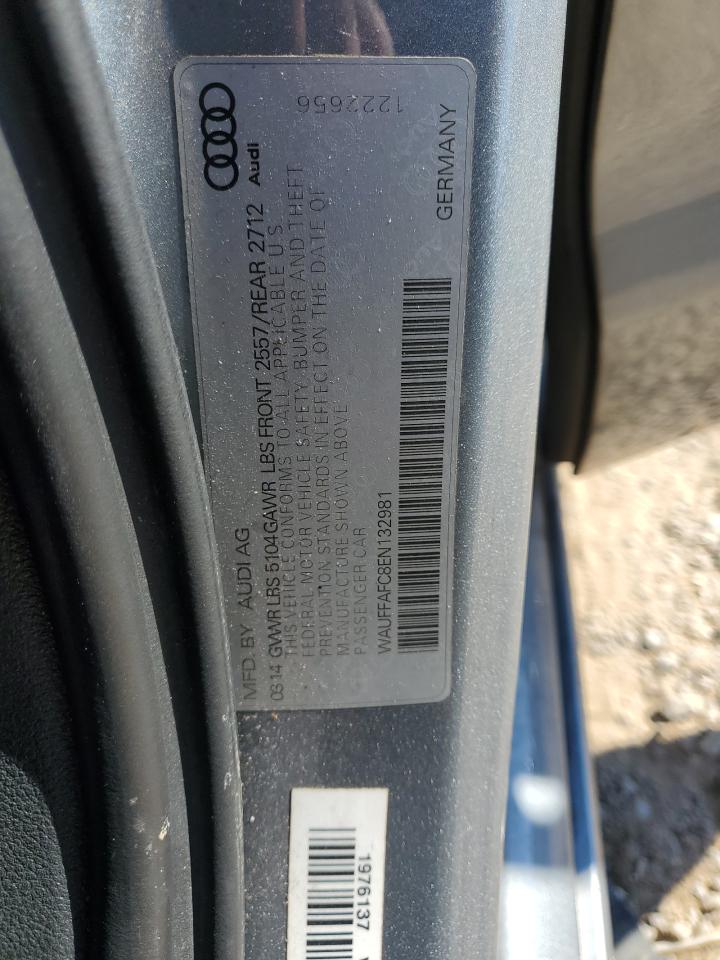 MFD. BY AUDI AG
Audi
03 14 GVWR LBS 5104 GAWR LBS FRONT 2557/REAR 2712
THIS VEHICLE CONFORMS TO ALL APPLICABLE U.S.
FEDERAL MOTOR VEHICLE SAFETY, BUMPER AND THEFT
PREVENTION STANDARDS IN EFFECT ON THE DATE OF
MANUFACTURE SHOWN ABOVE
PASSENGER CAR
1222656
WAUFFAFC8EN132981
GERMANY
1976137